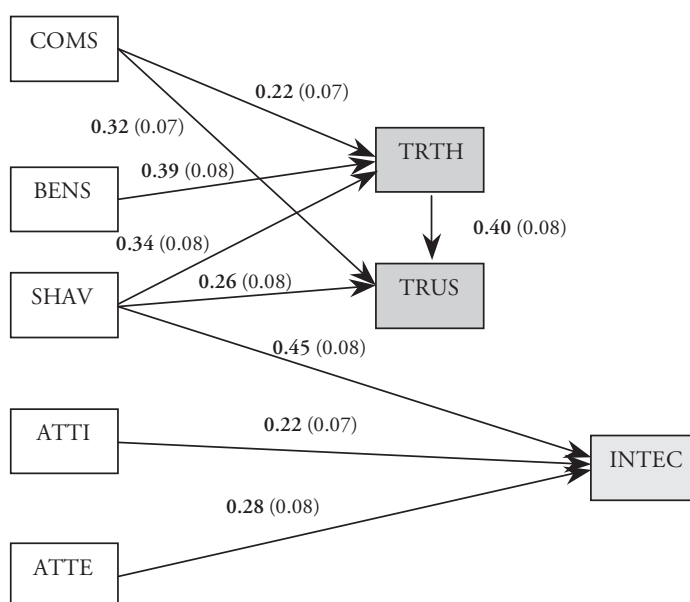 COMS
0.22 (0.07)
0.32 (0.07)
TRTH
BENS
0.39 (0.08)
0.40 (0.08)
0.34 (0.08)
SHAV
0.26 (0.08)
TRUS
0.45 (0.08)
ATTI
0.22 (0.07)
INTEC
0.28 (0.08)
ATTE